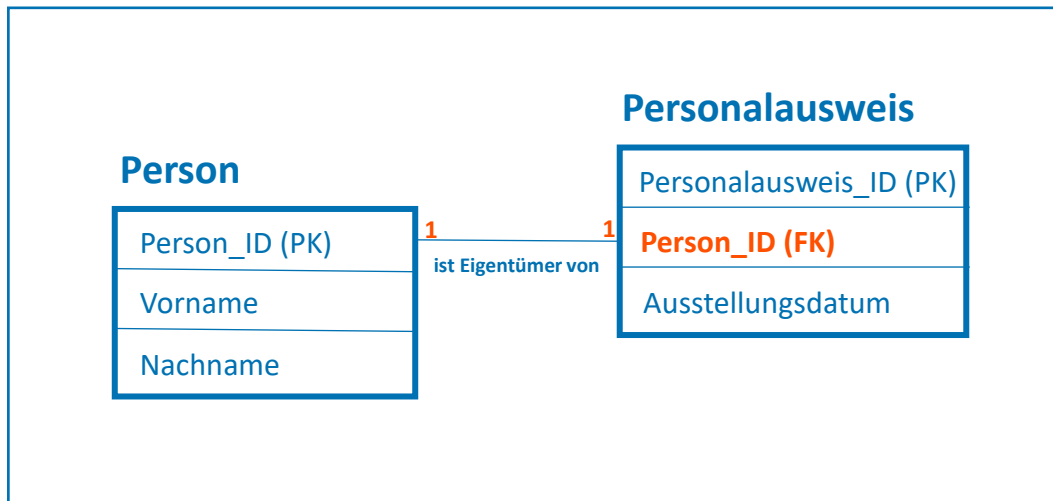 Person
Person_ID (PK)
Vorname
Nachname
1
1
ist Eigentümer von
Personalausweis
Personalausweis_ID (PK)
Person_ID (FK)
Ausstellungsdatum